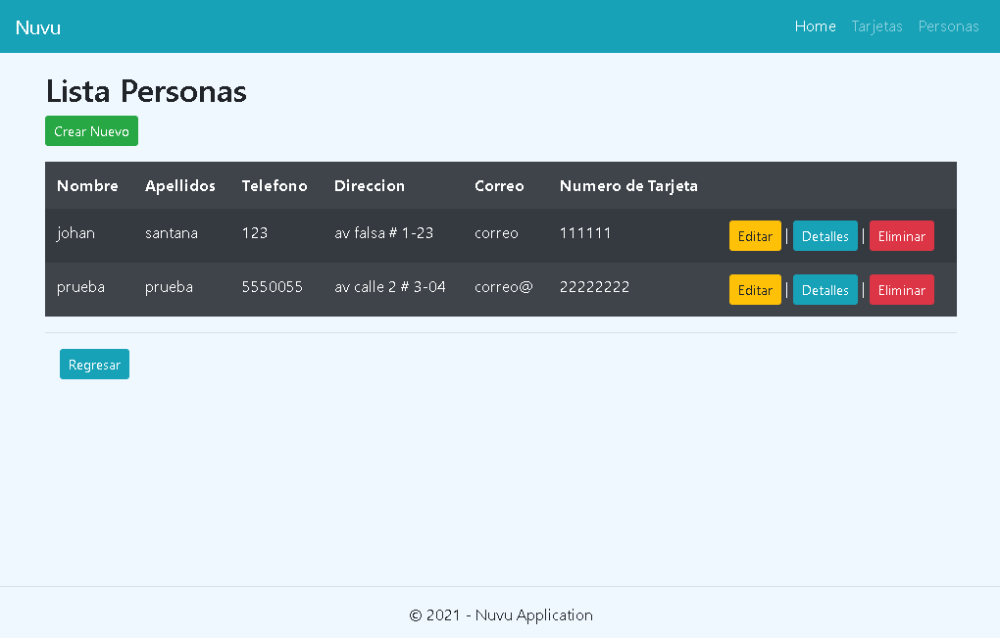 Nuvu Home Tarjetas Personas
Lista Personas
Crear Nuevo
Nombre Apellidos Telefono Direccion Correo Numero de Tarjeta
johan santana 123 av falsa # 1-23 correo 111111 Editar | Detalles | Eliminar
prueba prueba 5550055 av calle 2 # 3-04 correo@ 22222222 Editar | Detalles | Eliminar
Regresar
© 2021 - Nuvu Application